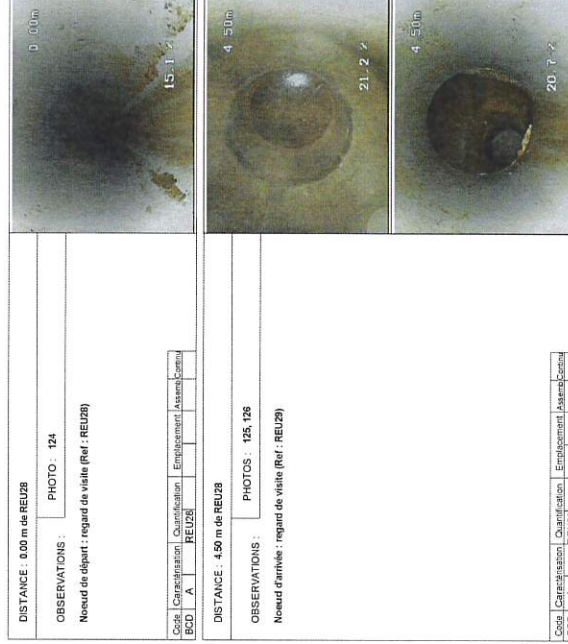 DISTANCE : 0.00 m de REU28
PHOTO : 124
OBSERVATIONS :
Noeud de départ : regard de visite (Ref : REU28)
Code Caractérisation Quantification Emplacement Assemb Continu
BCD A REU28
0.00m
15.1 %
DISTANCE : 4.50 m de REU28
PHOTOS : 125, 126
OBSERVATIONS :
Noeud d'arrivée : regard de visite (Ref : REU29)
Code Caractérisation Quantification Emplacement Assemb Continu
4.50m
21.2 %
4.50m
20.7 %